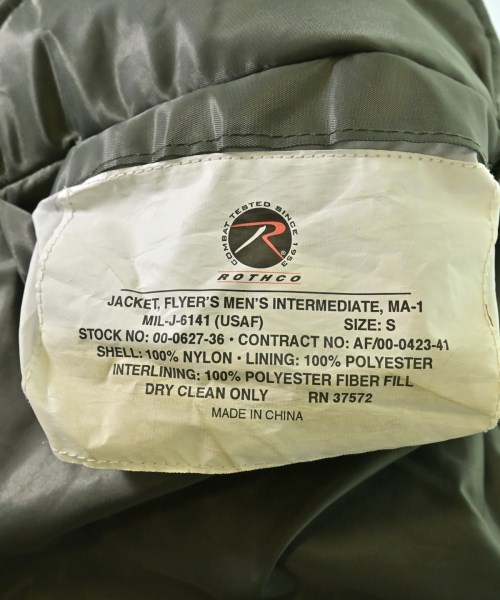 COMBAT TESTED SINCE 1953
R
ROTHCO
JACKET, FLYER'S MEN'S INTERMEDIATE, MA-1
MIL-J-6141 (USAF) SIZE: S
STOCK NO: 00-0627-36 • CONTRACT NO: AF/00-0423-41
SHELL: 100% NYLON • LINING: 100% POLYESTER
INTERLINING: 100% POLYESTER FIBER FILL
DRY CLEAN ONLY RN 37572
MADE IN CHINA